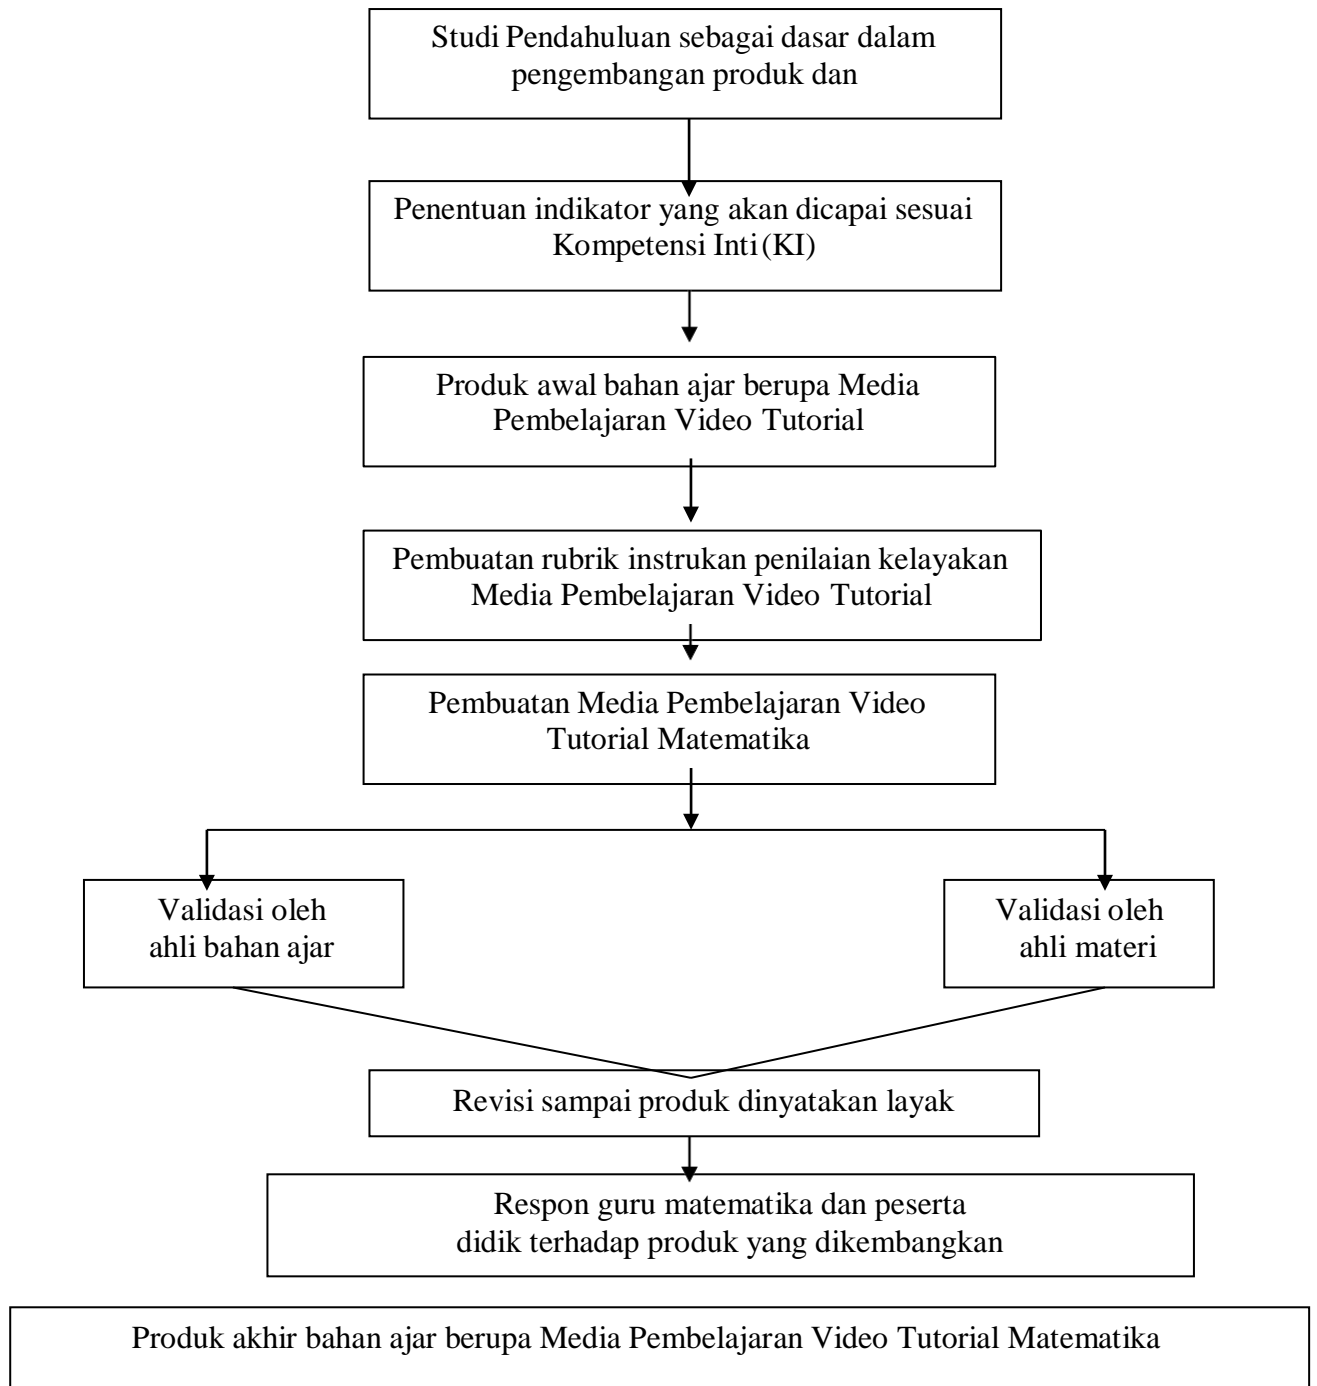 Studi Pendahuluan sebagai dasar dalam
pengembangan produk dan
Penentuan indikator yang akan dicapai sesuai
Kompetensi Inti (KI)
Produk awal bahan ajar berupa Media
Pembelajaran Video Tutorial
Pembuatan rubrik instrukan penilaian kelayakan
Media Pembelajaran Video Tutorial
Pembuatan Media Pembelajaran Video
Tutorial Matematika
Validasi oleh
ahli bahan ajar
Validasi oleh
ahli materi
Revisi sampai produk dinyatakan layak
Respon guru matematika dan peserta
didik terhadap produk yang dikembangkan
Produk akhir bahan ajar berupa Media Pembelajaran Video Tutorial Matematika